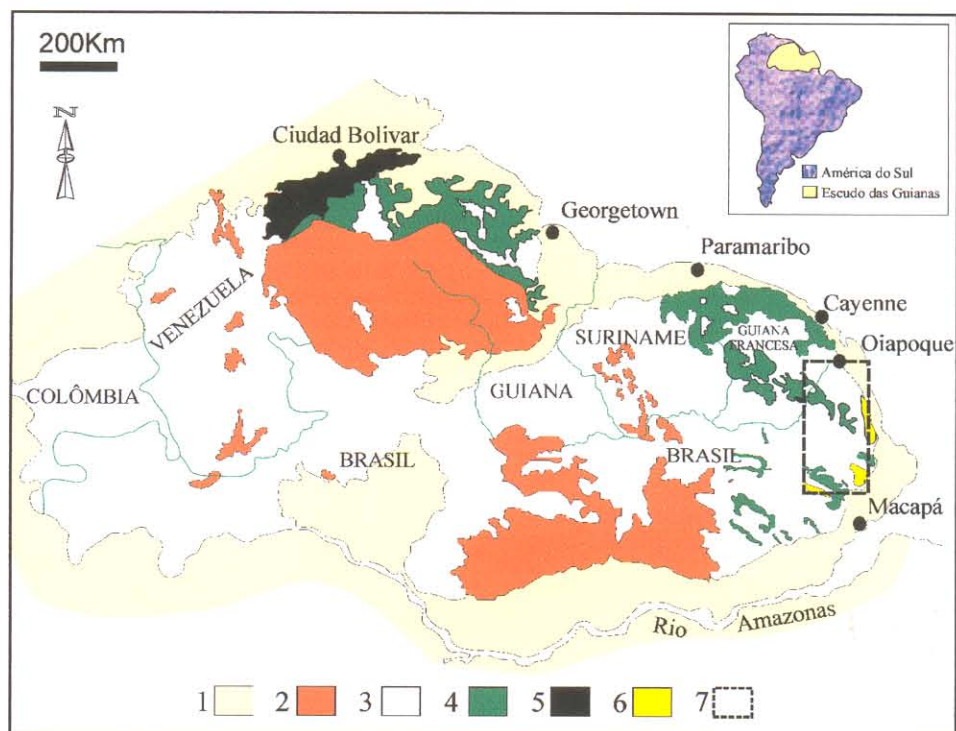 200Km
N
Ciudad Bolivar
Georgetown
Paramaribo
Cayenne
Oiapoque
Macapá
VENEZUELA
COLÔMBIA
BRASIL
GUIANA
SURINAME
GUIANA
FRANCESA
BRASIL
Rio Amazonas
América do Sul
Escudo das Guianas
1 2 3 4 5 6 7